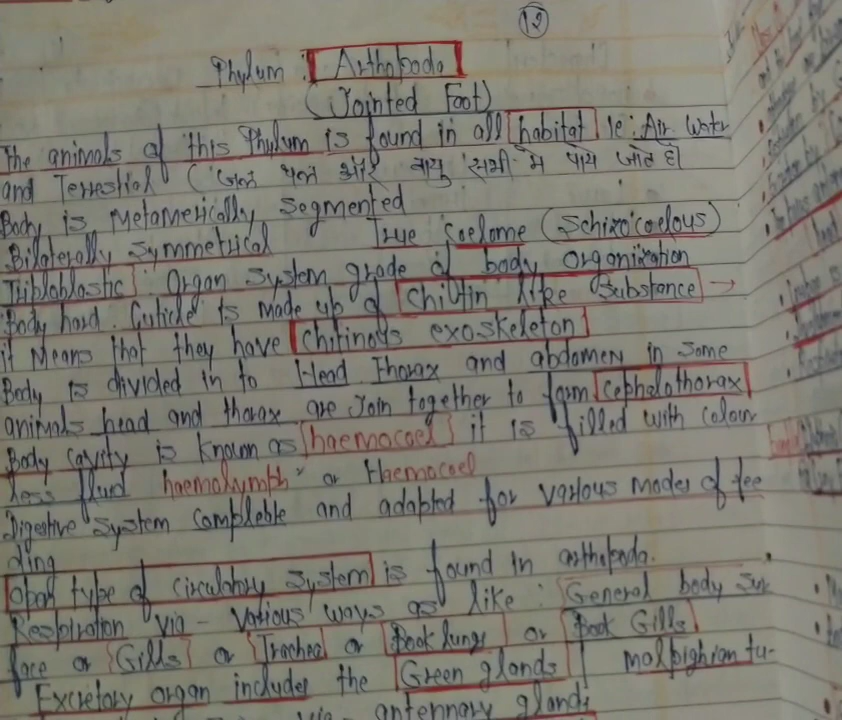 12
Phylum : Arthopoda
(Jointed Foot)
The animals of this Phylum is found in all habitat ie: Air Water
and Terrestial ( जल थल और वायु सभी मे पाये जाते है
Body is Metamerically segmented
Bilaterally symmetrical True coelome (Schizocoelous)
Tripoblastic Organ system grade of body organization
Body hard. Cuticle is made up of chiltin like substance →
it Means that they have chitinous exoskeleton
Body is divided in to Head Thorax and abdomen in some
animals head and thorax are Join together to form cephalothorax
Body cavity is known as haemocoel it is filled with colour
less fluid haemolymph or Haemocoel
Digestive system complete and adapted for various modes of fee
ding
Open type of circulatory system is found in arthopoda.
Respiration via - Various ways as like : General body sur
face or Gills or Trachea or Book lungs or Book Gills
Excretory organ includes the Green glands malpighian tu-
antennary glands